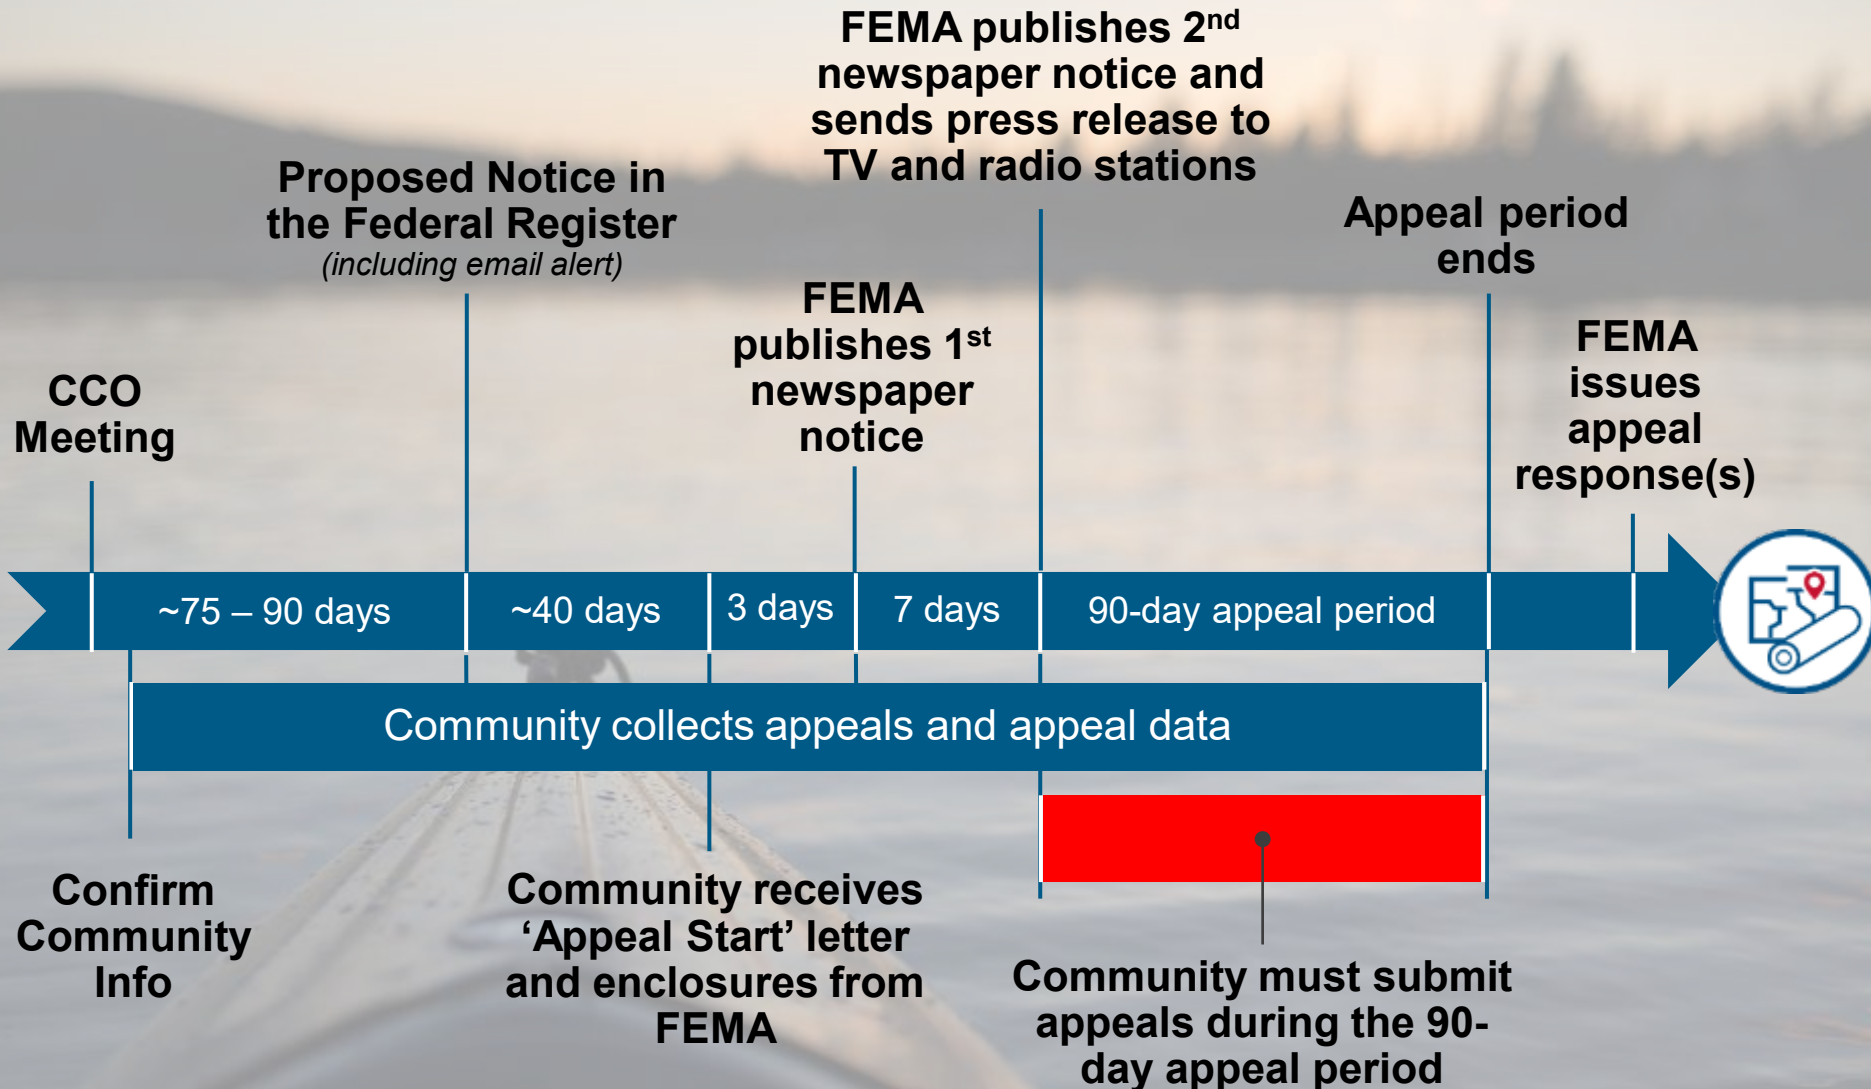 FEMA publishes 2nd
newspaper notice and
sends press release to
TV and radio stations
Proposed Notice in
the Federal Register
(including email alert)
Appeal period
ends
FEMA
publishes 1st
newspaper
notice
FEMA
issues
appeal
response(s)
CCO
Meeting
~75 – 90 days
~40 days
3 days
7 days
90-day appeal period
Community collects appeals and appeal data
Confirm
Community
Info
Community receives
‘Appeal Start’ letter
and enclosures from
FEMA
Community must submit
appeals during the 90-
day appeal period